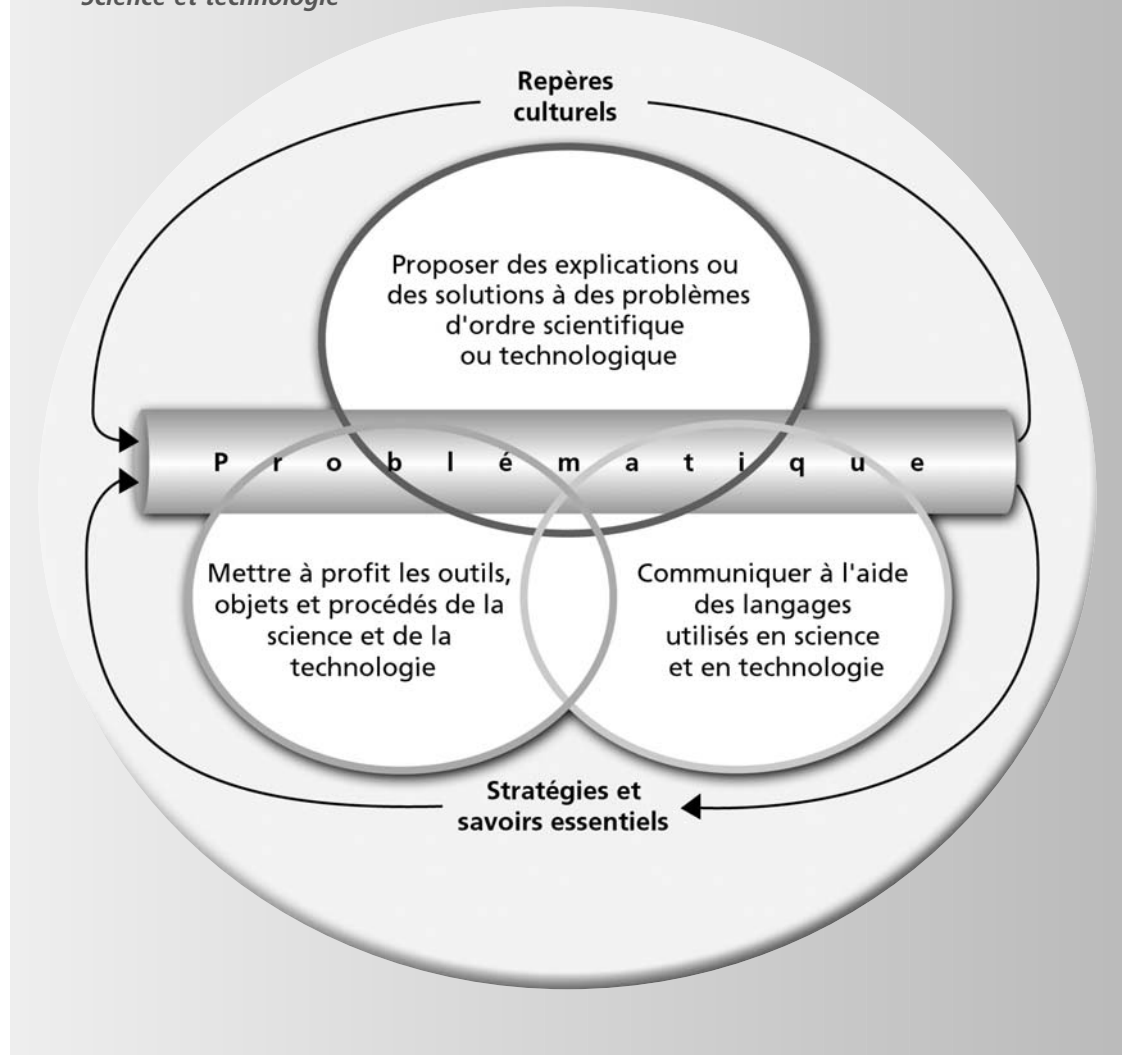 Science et technologie
Repères
culturels
Proposer des explications ou
des solutions à des problèmes
d'ordre scientifique
ou technologique
Problématique
Mettre à profit les outils,
objets et procédés de la
science et de la
technologie
Communiquer à l'aide
des langages
utilisés en science
et en technologie
Stratégies et
savoirs essentiels